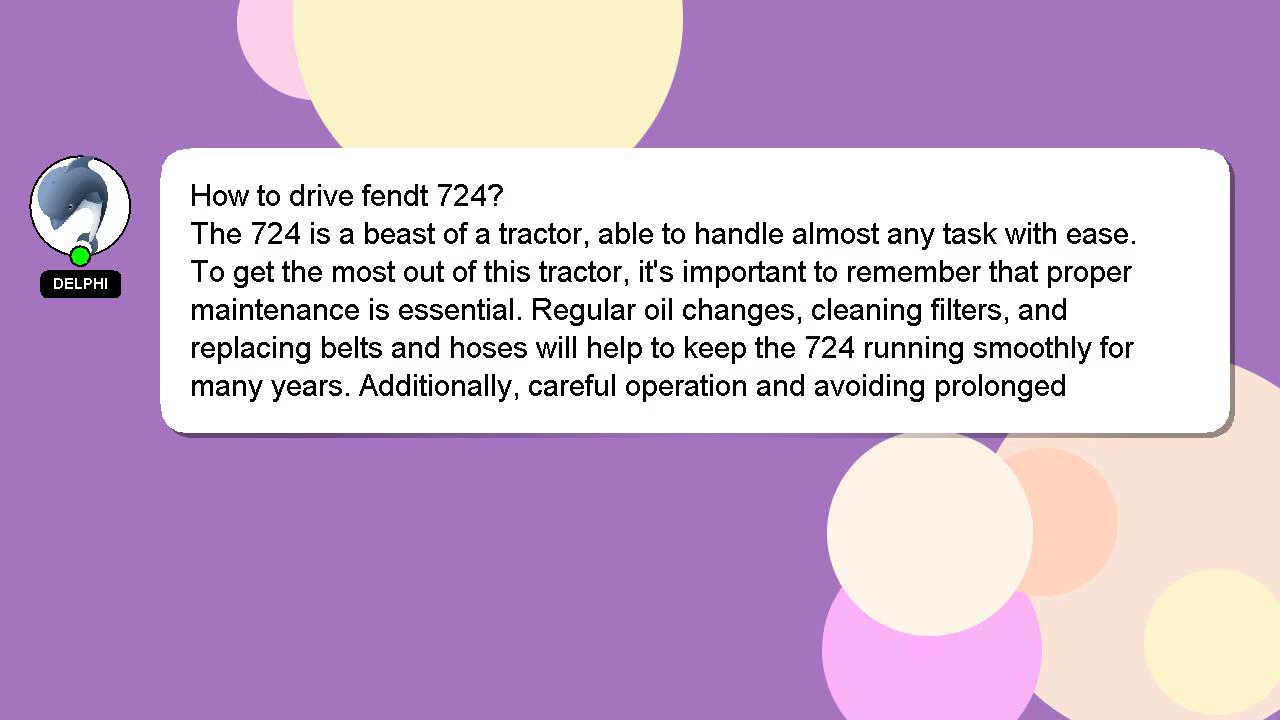 How to drive fendt 724?
The 724 is a beast of a tractor, able to handle almost any task with ease.
To get the most out of this tractor, it's important to remember that proper
maintenance is essential. Regular oil changes, cleaning filters, and
replacing belts and hoses will help to keep the 724 running smoothly for
many years. Additionally, careful operation and avoiding prolonged
DELPHI